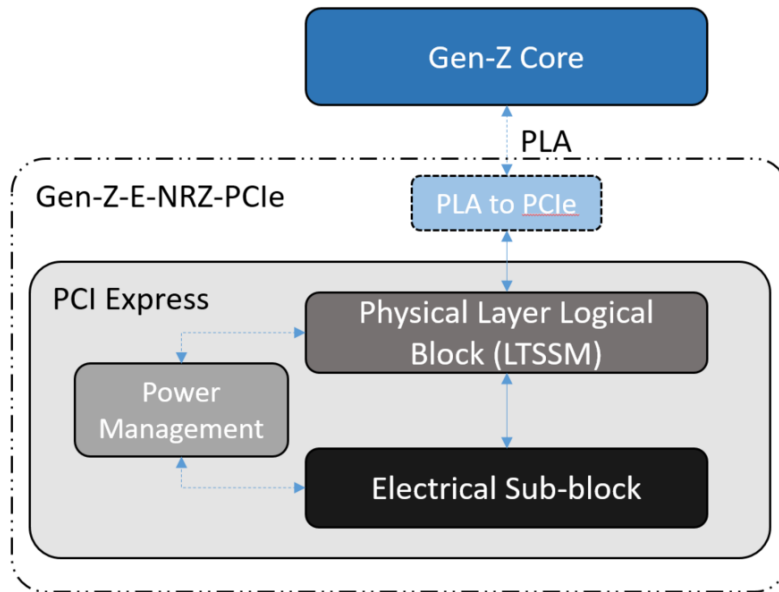 Gen-Z Core
PLA
Gen-Z-E-NRZ-PCIe
PLA to PCIe
PCI Express
Physical Layer Logical
Block (LTSSM)
Power
Management
Electrical Sub-block